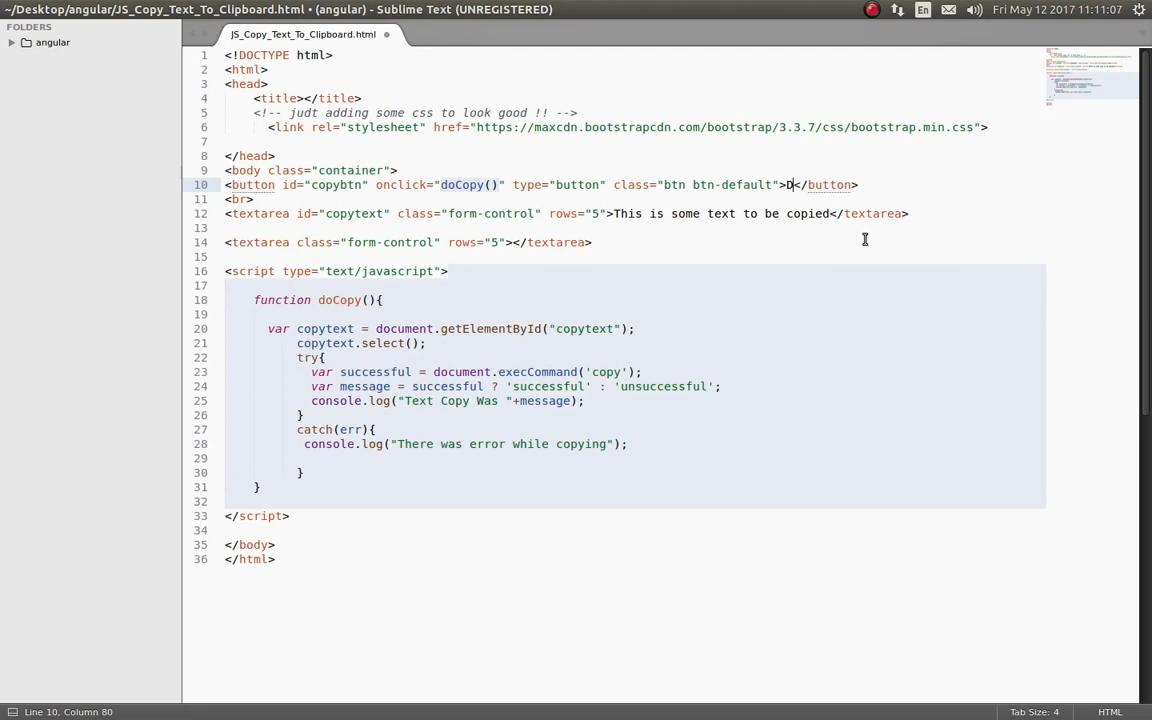 ~/Desktop/angular/JS_Copy_Text_To_Clipboard.html • (angular) - Sublime Text (UNREGISTERED)
En
Fri May 12 2017 11:11:07
FOLDERS
angular
JS_Copy_Text_To_Clipboard.html
1 <!DOCTYPE html>
2 <html>
3 <head>
4 <title></title>
5 <!-- judt adding some css to look good !! -->
6 <link rel="stylesheet" href="https://maxcdn.bootstrapcdn.com/bootstrap/3.3.7/css/bootstrap.min.css">
7
8 </head>
9 <body class="container">
10 <button id="copybtn" onclick="doCopy()" type="button" class="btn btn-default">D</button>
11 <br>
12 <textarea id="copytext" class="form-control" rows="5">This is some text to be copied</textarea>
13
14 <textarea class="form-control" rows="5"></textarea>
15
16 <script type="text/javascript">
17
18 function doCopy(){
19
20 var copytext = document.getElementById("copytext");
21 copytext.select();
22 try{
23 var successful = document.execCommand('copy');
24 var message = successful ? 'successful' : 'unsuccessful';
25 console.log("Text Copy Was "+message);
26 }
27 catch(err){
28 console.log("There was error while copying");
29
30 }
31 }
32
33 </script>
34
35 </body>
36 </html>
Line 10, Column 80
Tab Size: 4
HTML